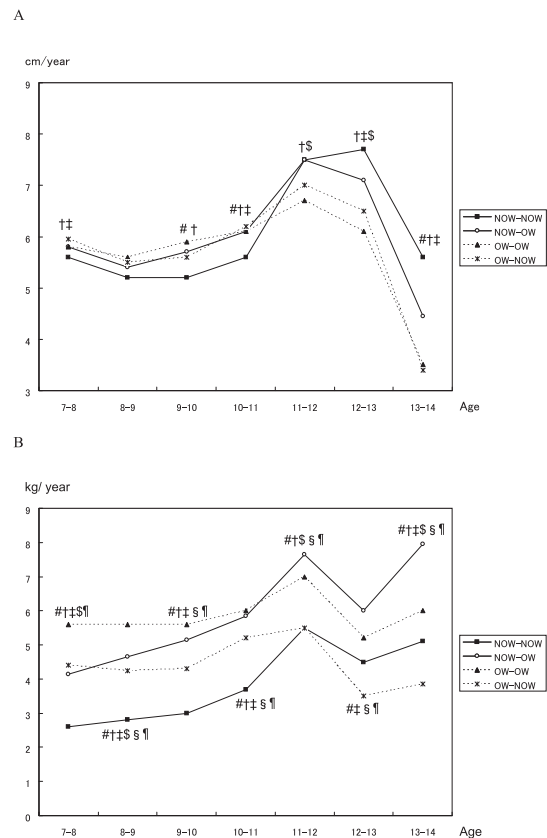 A
cm/year
9
8
†‡$
†$
7
#†‡
†‡
# †
#†‡
6
5
4
3
7-8 8-9 9-10 10-11 11-12 12-13 13-14 Age
NOW-NOW
NOW-OW
OW-OW
OW-NOW
B
kg/ year
9
#†‡$ § ¶
#†$ § ¶
8
7
#†‡$¶
#†‡ § ¶
6
5
4
#†‡ § ¶
#‡ § ¶
3
#†‡$ § ¶
2
1
0
7-8 8-9 9-10 10-11 11-12 12-13 13-14 Age
NOW-NOW
NOW-OW
OW-OW
OW-NOW